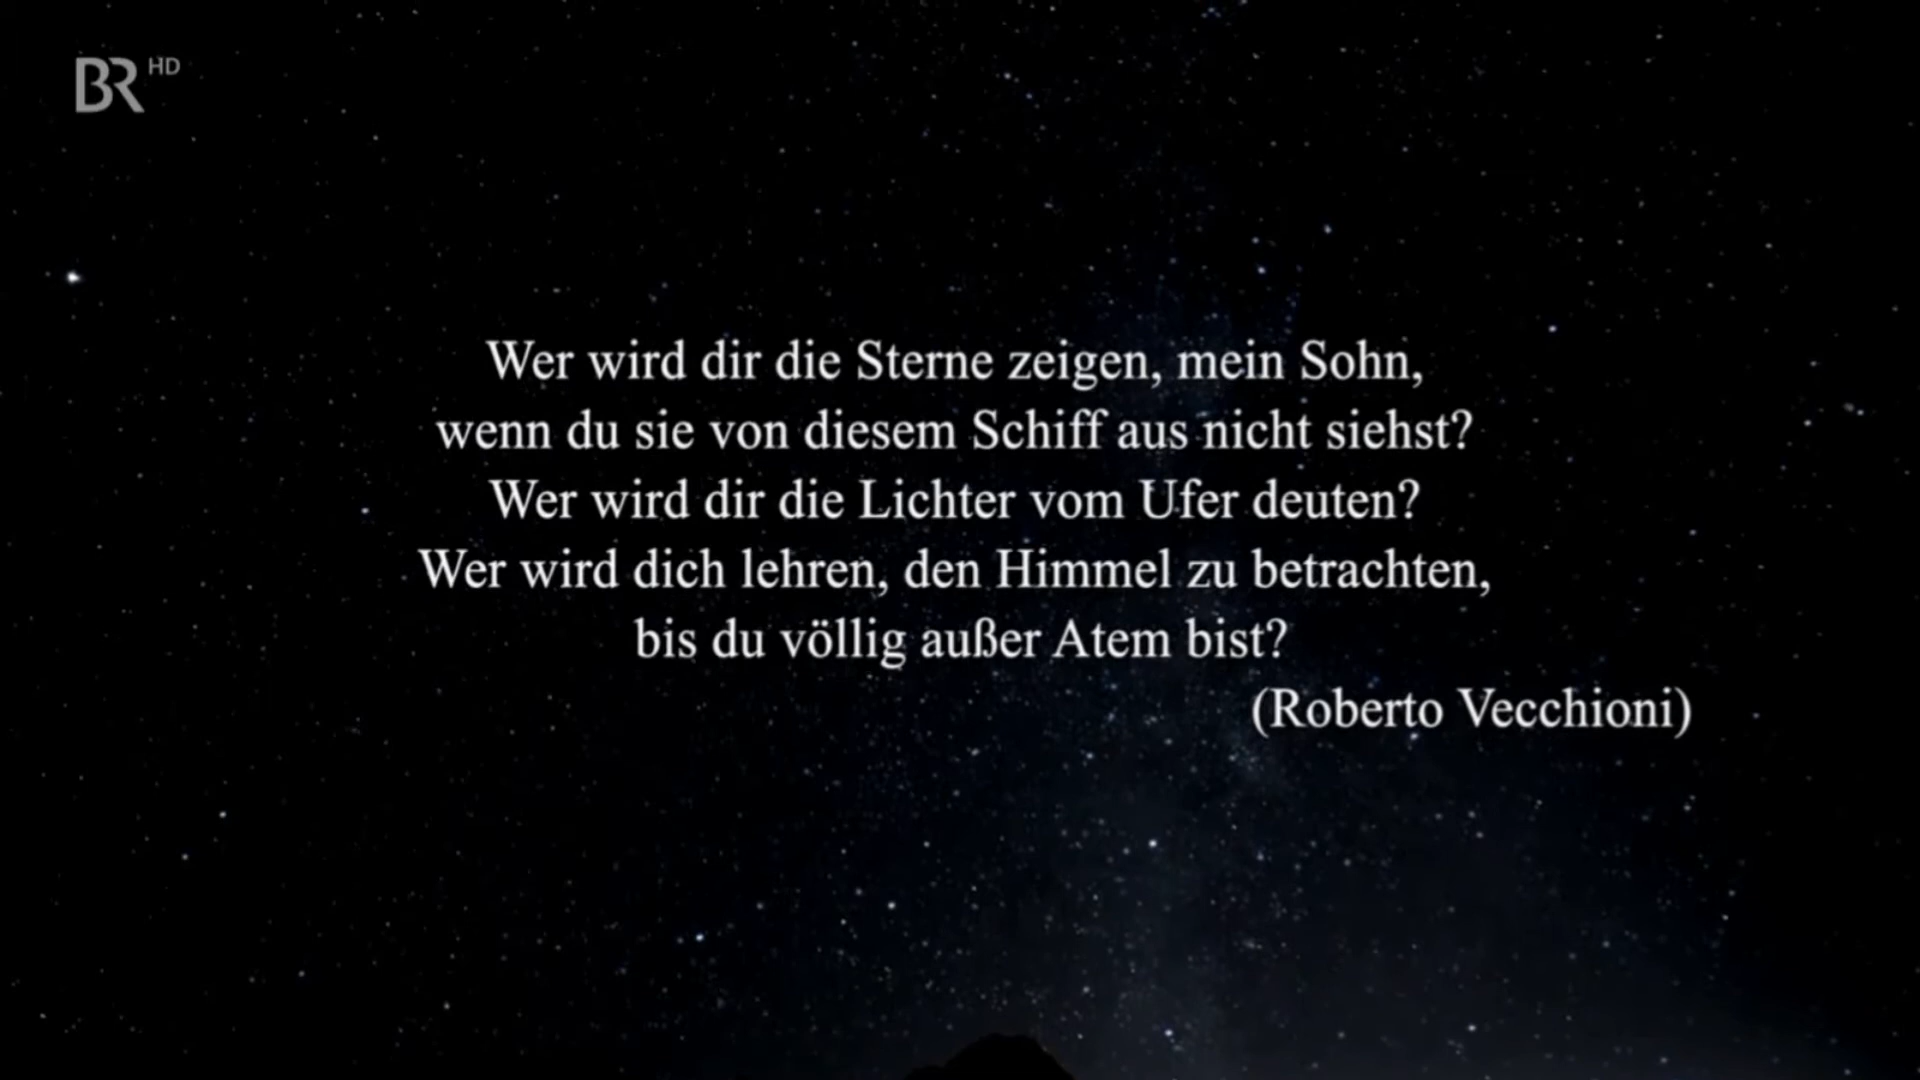 BR HD
Wer wird dir die Sterne zeigen, mein Sohn,
wenn du sie von diesem Schiff aus nicht siehst?
Wer wird dir die Lichter vom Ufer deuten?
Wer wird dich lehren, den Himmel zu betrachten,
bis du völlig außer Atem bist?
(Roberto Vecchioni)